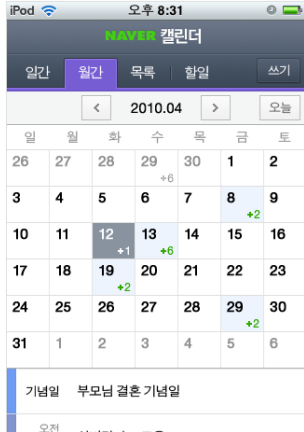 iPod 오후 8:31
NAVER 캘린더
일간 월간 목록 할일 쓰기
< 2010.04 > 오늘
일 월 화 수 목 금 토
26 27 28 29 30 1 2
+6
3 4 5 6 7 8 9
+2
10 11 12 13 14 15 16
+1 +6
17 18 19 20 21 22 23
+2
24 25 26 27 28 29 30
+2
31 1 2 3 4 5 6
기념일 부모님 결혼 기념일
오전